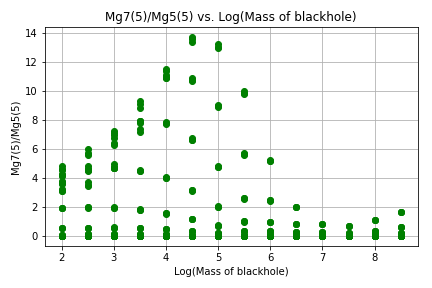 Mg7(5)/Mg5(5) vs. Log(Mass of blackhole)
14
12
10
8
6
4
2
0
Mg7(5)/Mg5(5)
2 3 4 5 6 7 8
Log(Mass of blackhole)